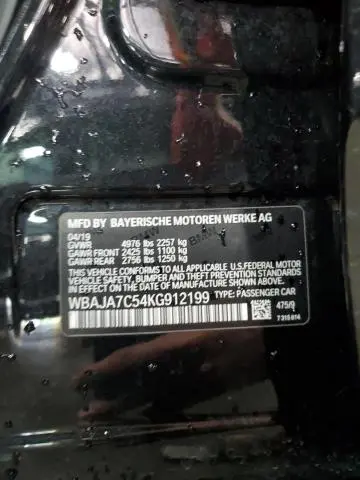 MFD BY BAYERISCHE MOTOREN WERKE AG
04/19
GVWR 4976 lbs 2257 kg
GAWR FRONT 2425 lbs 1100 kg
GAWR REAR 2756 lbs 1250 kg
THIS VEHICLE CONFORMS TO ALL APPLICABLE U.S. FEDERAL MOTOR VEHICLE
SAFETY, BUMPER AND THEFT PREVENTION STANDARDS IN
EFFECT ON THE DATE OF MANUFACTURE SHOWN ABOVE.
WBAJA7C54KG912199 TYPE: PASSENGER CAR
475/9
7 315 814